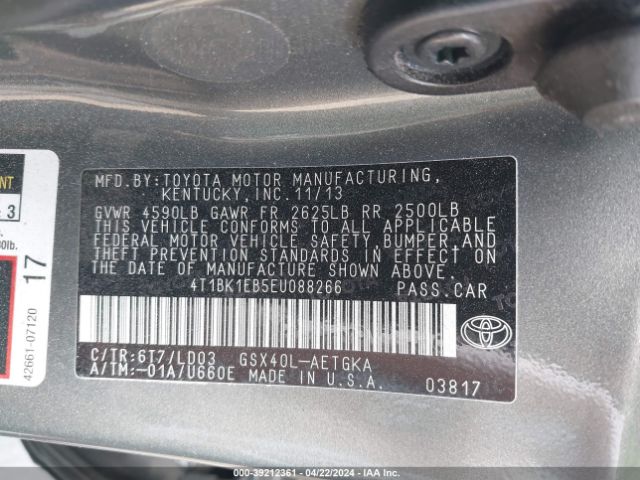 MFD.BY:TOYOTA MOTOR MANUFACTURING,
KENTUCKY, INC. 11/13
GVWR 4590LB GAWR FR 2625LB RR 2500LB
THIS VEHICLE CONFORMS TO ALL APPLICABLE
FEDERAL MOTOR VEHICLE SAFETY, BUMPER, AND
THEFT PREVENTION STANDARDS IN EFFECT ON
THE DATE OF MANUFACTURE SHOWN ABOVE.
4T1BK1EB5EU088266 PASS.CAR
C/TR:6T7/LD03 GSX40L-AETGKA
A/TM:-01A/U660E MADE IN U.S.A.
03817
3
17
42661-07120
00-39212361 - 04/22/2024 - IAA Inc.